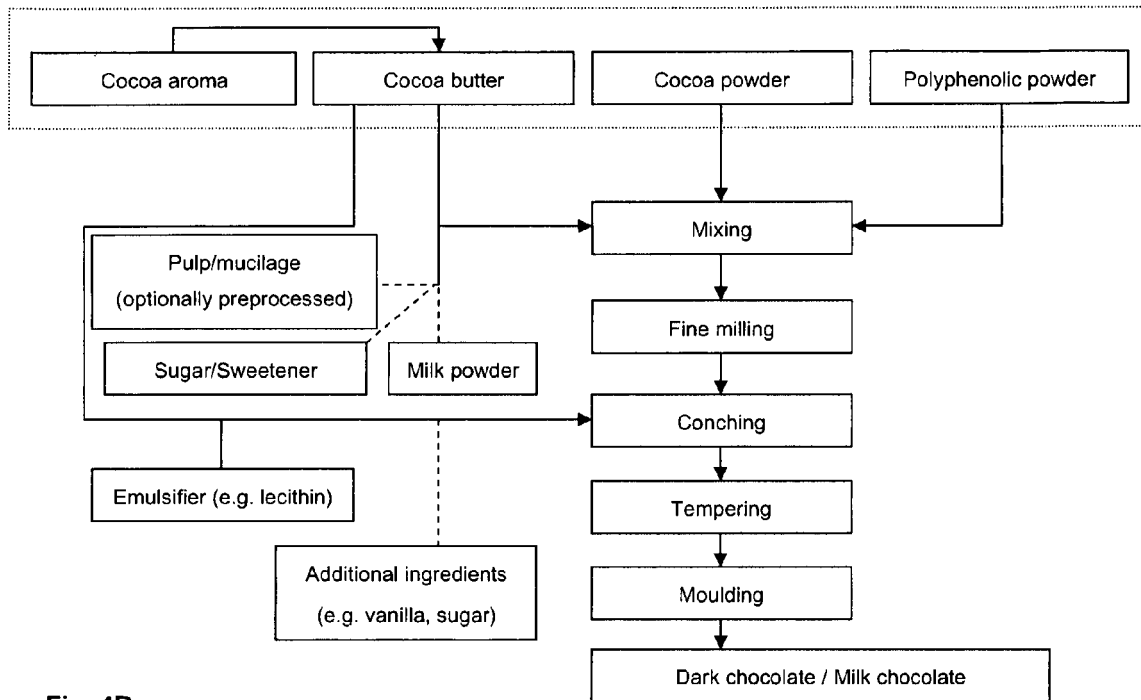 Cocoa aroma
Cocoa butter
Cocoa powder
Polyphenolic powder
Mixing
Pulp/mucilage
(optionally preprocessed)
Fine milling
Sugar/Sweetener
Milk powder
Conching
Emulsifier (e.g. lecithin)
Tempering
Additional ingredients
(e.g. vanilla, sugar)
Moulding
Dark chocolate / Milk chocolate